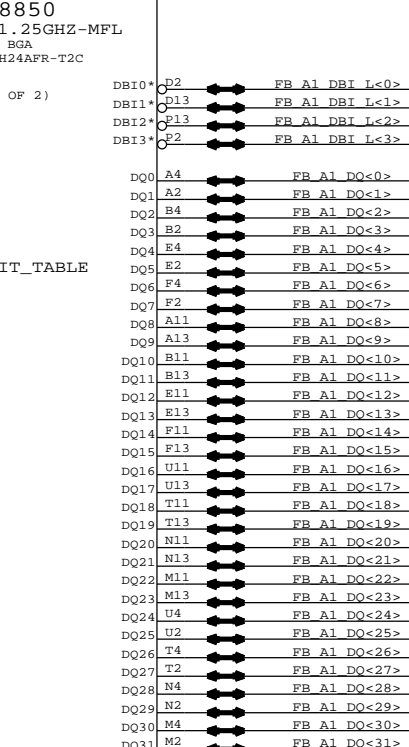 8850
1.25GHZ-MFL
BGA
H24AFR-T2C
OF 2)
DBI0* D2 FB_A1_DBI_L<0>
DBI1* D13 FB_A1_DBI_L<1>
DBI2* P13 FB_A1_DBI_L<2>
DBI3* P2 FB_A1_DBI_L<3>
DQ0 A4 FB_A1_DQ<0>
DQ1 A2 FB_A1_DQ<1>
DQ2 B4 FB_A1_DQ<2>
DQ3 B2 FB_A1_DQ<3>
DQ4 E4 FB_A1_DQ<4>
IT_TABLE DQ5 E2 FB_A1_DQ<5>
DQ6 F4 FB_A1_DQ<6>
DQ7 F2 FB_A1_DQ<7>
DQ8 A11 FB_A1_DQ<8>
DQ9 A13 FB_A1_DQ<9>
DQ10 B11 FB_A1_DQ<10>
DQ11 B13 FB_A1_DQ<11>
DQ12 E11 FB_A1_DQ<12>
DQ13 E13 FB_A1_DQ<13>
DQ14 F11 FB_A1_DQ<14>
DQ15 F13 FB_A1_DQ<15>
DQ16 U11 FB_A1_DQ<16>
DQ17 U13 FB_A1_DQ<17>
DQ18 T11 FB_A1_DQ<18>
DQ19 T13 FB_A1_DQ<19>
DQ20 N11 FB_A1_DQ<20>
DQ21 N13 FB_A1_DQ<21>
DQ22 M11 FB_A1_DQ<22>
DQ23 M13 FB_A1_DQ<23>
DQ24 U4 FB_A1_DQ<24>
DQ25 U2 FB_A1_DQ<25>
DQ26 T4 FB_A1_DQ<26>
DQ27 T2 FB_A1_DQ<27>
DQ28 N4 FB_A1_DQ<28>
DQ29 N2 FB_A1_DQ<29>
DQ30 M4 FB_A1_DQ<30>
DQ31 M2 FB_A1_DQ<31>